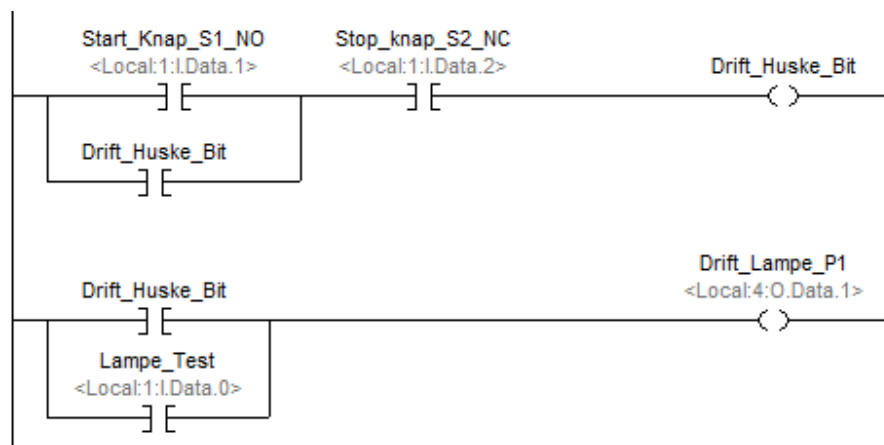 Start_Knap_S1_NO
<Local:1:I.Data.1>
Stop_knap_S2_NC
<Local:1:I.Data.2>
Drift_Huske_Bit
Drift_Huske_Bit
Drift_Huske_Bit
Drift_Lampe_P1
<Local:4:O.Data.1>
Lampe_Test
<Local:1:I.Data.0>